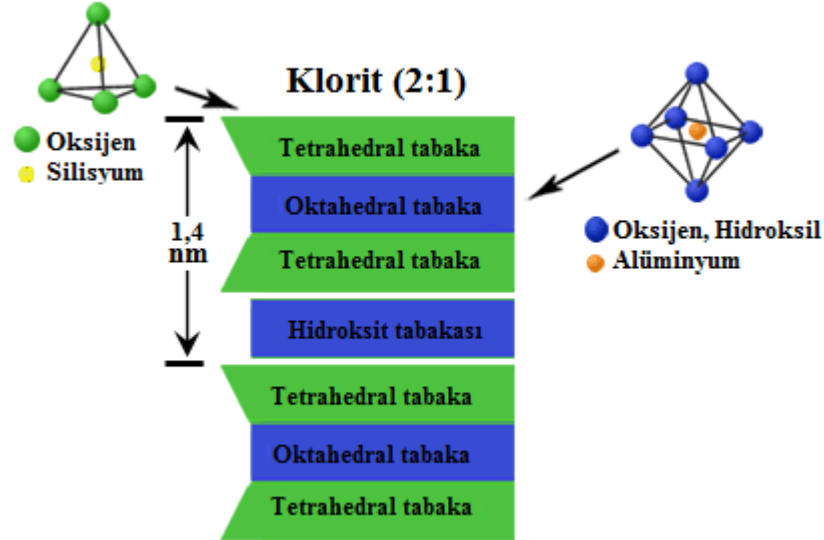 Klorit (2:1)
Oksijen
Silisyum
Tetrahedral tabaka
Oktahedral tabaka
Tetrahedral tabaka
Hidroksit tabakası
Tetrahedral tabaka
Oktahedral tabaka
Tetrahedral tabaka
1,4
nm
Oksijen, Hidroksil
Alüminyum